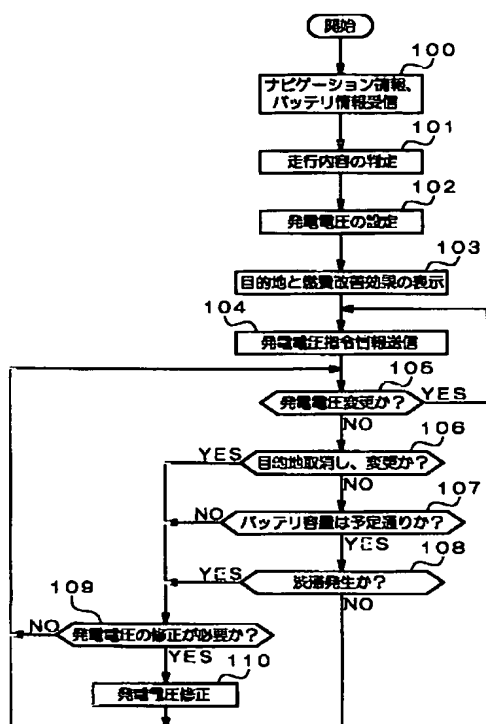 開始
100
ナビゲーション情報、
バッテリ情報受信
101
走行内容の判定
102
発電電圧の設定
103
目的地と燃費改善効果の表示
104
発電電圧指令情報送信
105
発電電圧変更か?
YES
NO
106
YES
目的地取消し、変更か?
NO
107
NO
バッテリ容量は予定通りか?
YES
108
YES
渋滞発生か?
NO
109
NO
発電電圧の修正が必要か?
YES
110
発電電圧修正